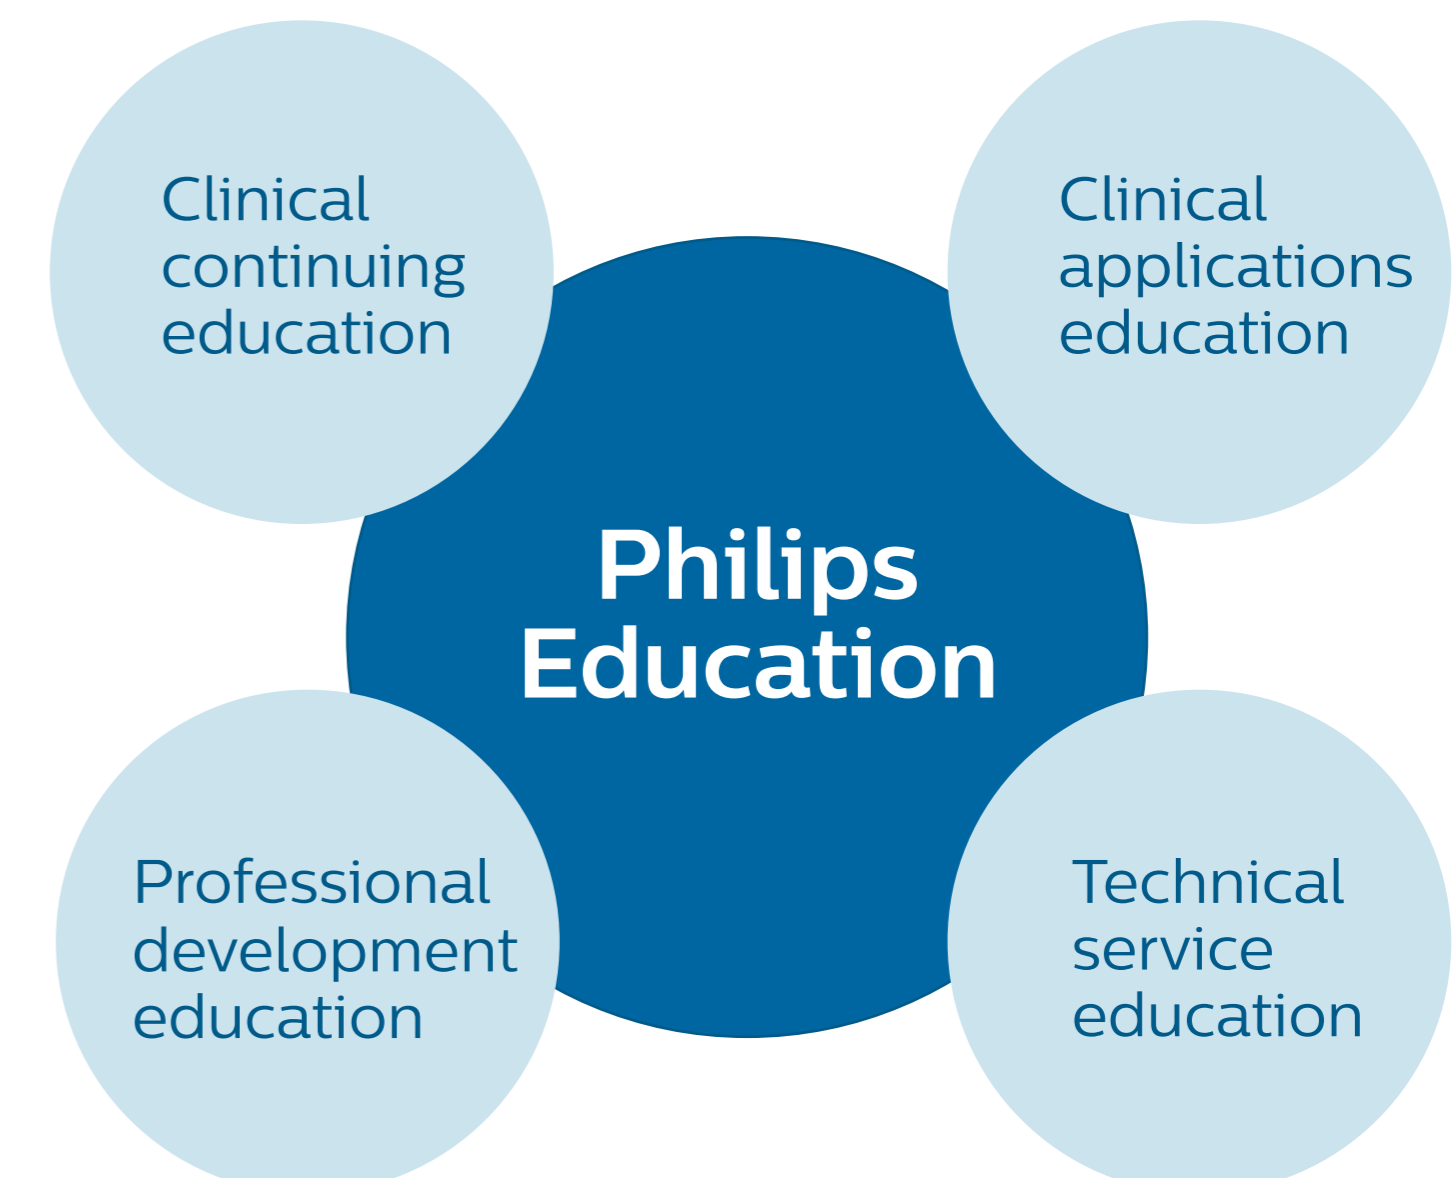 Clinical
continuing
education
Clinical
applications
education
Philips
Education
Professional
development
education
Technical
service
education